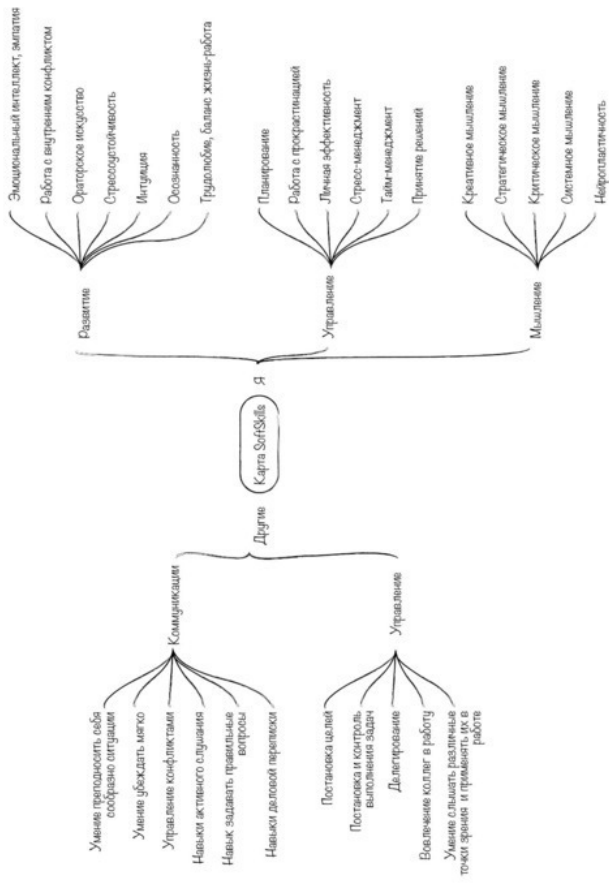 Карта SoftSkills
Я
Развитие
Эмоциональный интеллект, эмпатия
Работа с внутренним конфликтом
Ораторское искусство
Стрессоустойчивость
Интуиция
Осознанность
Трудолюбие, баланс жизнь-работа
Управление
Планирование
Работа с прокрастинацией
Личная эффективность
Стресс-менеджмент
Тайм-менеджмент
Принятие решений
Мышление
Креативное мышление
Стратегическое мышление
Критическое мышление
Системное мышление
Нейропластичность
Другие
Коммуникации
Умение преподносить себя
сообразно ситуации
Умение убеждать мягко
Управление конфликтами
Навыки активного слушания
Навык задавать правильные
вопросы
Навыки деловой переписки
Управление
Постановка целей
Постановка и контроль
выполнения задач
Делегирование
Вовлечение коллег в работу
Умение слышать различные
точки зрения и применять их в
работе